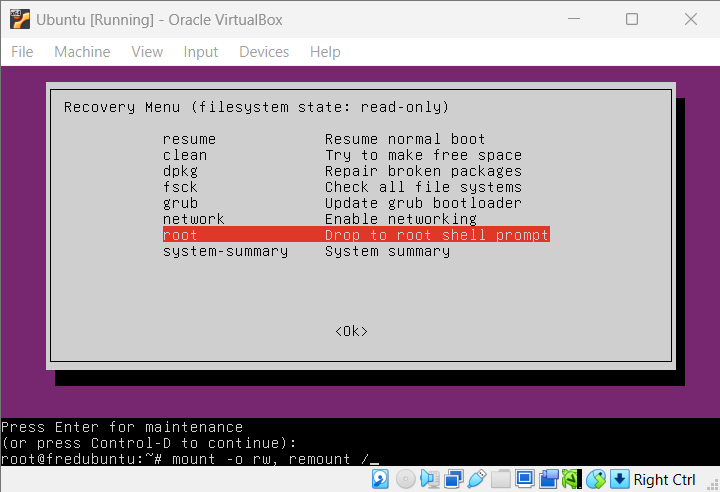 Ubuntu [Running] - Oracle VirtualBox
File Machine View Input Devices Help
Recovery Menu (filesystem state: read-only)
resume Resume normal boot
clean Try to make free space
dpkg Repair broken packages
fsck Check all file systems
grub Update grub bootloader
network Enable networking
root Drop to root shell prompt
system-summary System summary
<Ok>
Press Enter for maintenance
(or press Control-D to continue):
root@fredubuntu:~# mount -o rw, remount /_
Right Ctrl